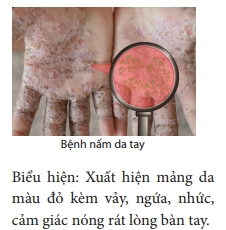 Bệnh nấm da tay
Biểu hiện: Xuất hiện mảng da
màu đỏ kèm vảy, ngứa, nhức,
cảm giác nóng rát lòng bàn tay.